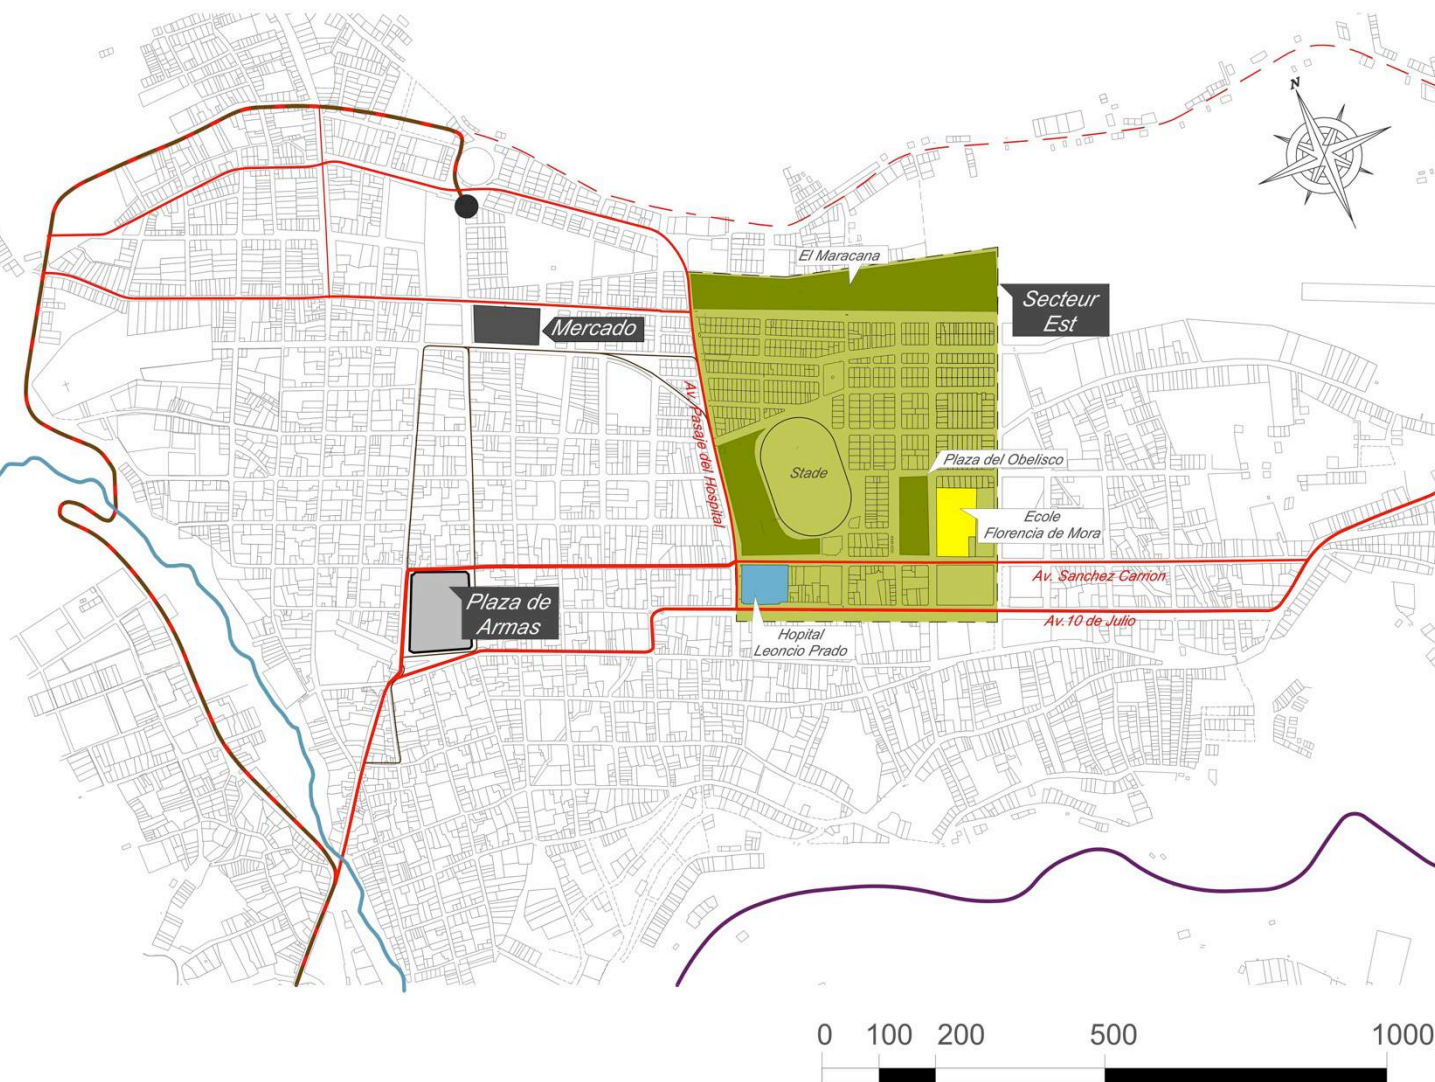 N
El Maracana
Secteur
Est
Mercado
Av. Pasaje del Hospital
Stade
Plaza del Obelisco
Ecole
Florencia de Mora
Av. Sanchez Carrion
Av.10 de Julio
Plaza de
Armas
Hopital
Leoncio Prado
0 100 200 500 1000